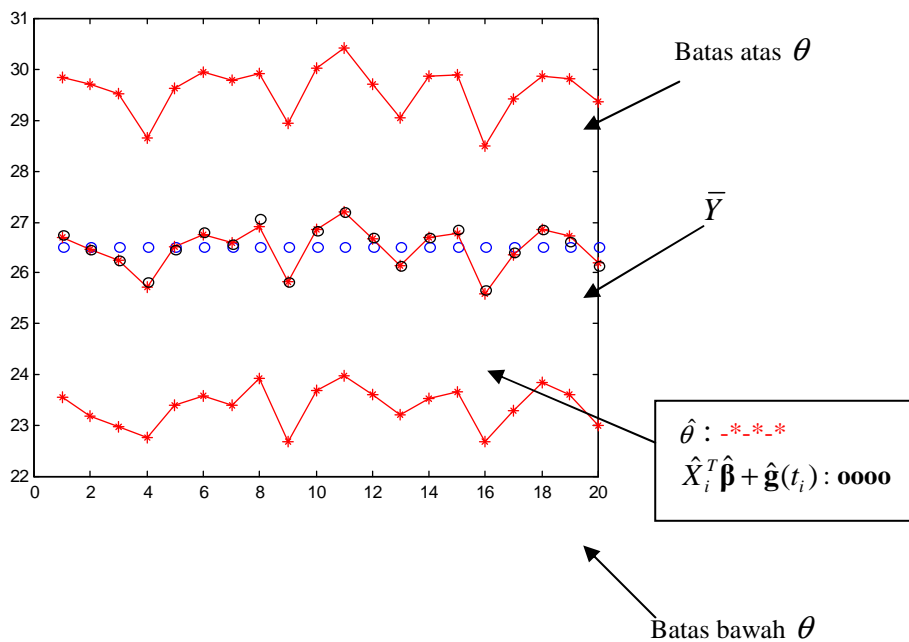 31
30
29
28
27
26
25
24
23
22
0 2 4 6 8 10 12 14 16 18 20
Batas atas θ
Y̅
θ̂ : -*-*-*
X̂ᵢᵀβ̂ + ĝ(tᵢ) : oooo
Batas bawah θ